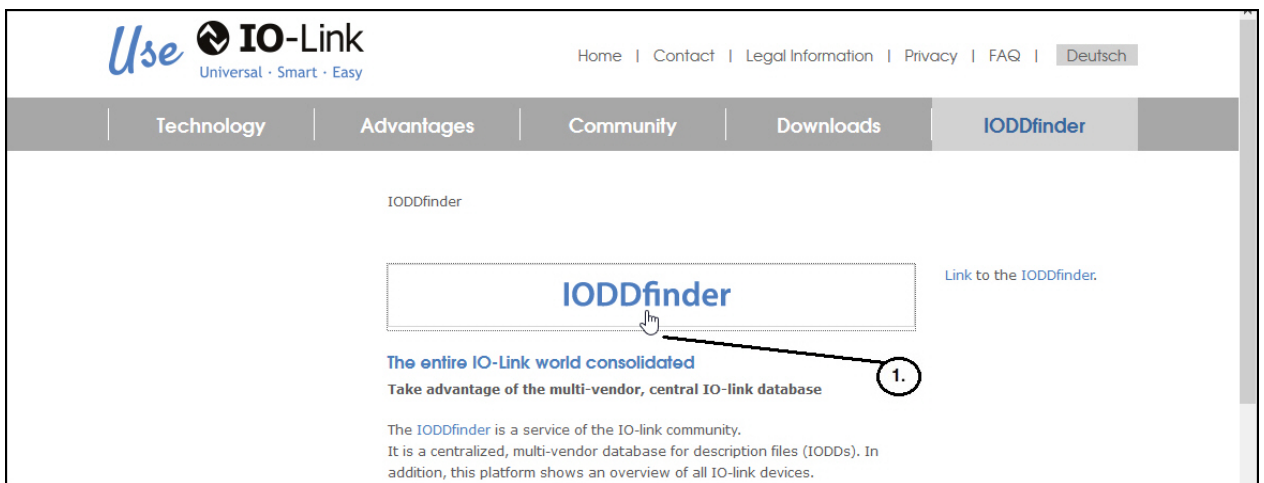 Use IO-Link
Universal · Smart · Easy
Home | Contact | Legal Information | Privacy | FAQ | Deutsch
Technology | Advantages | Community | Downloads | IODDfinder
IODDfinder
IODDfinder
Link to the IODDfinder.
1.
The entire IO-Link world consolidated
Take advantage of the multi-vendor, central IO-link database
The IODDfinder is a service of the IO-link community.
It is a centralized, multi-vendor database for description files (IODDs). In
addition, this platform shows an overview of all IO-link devices.